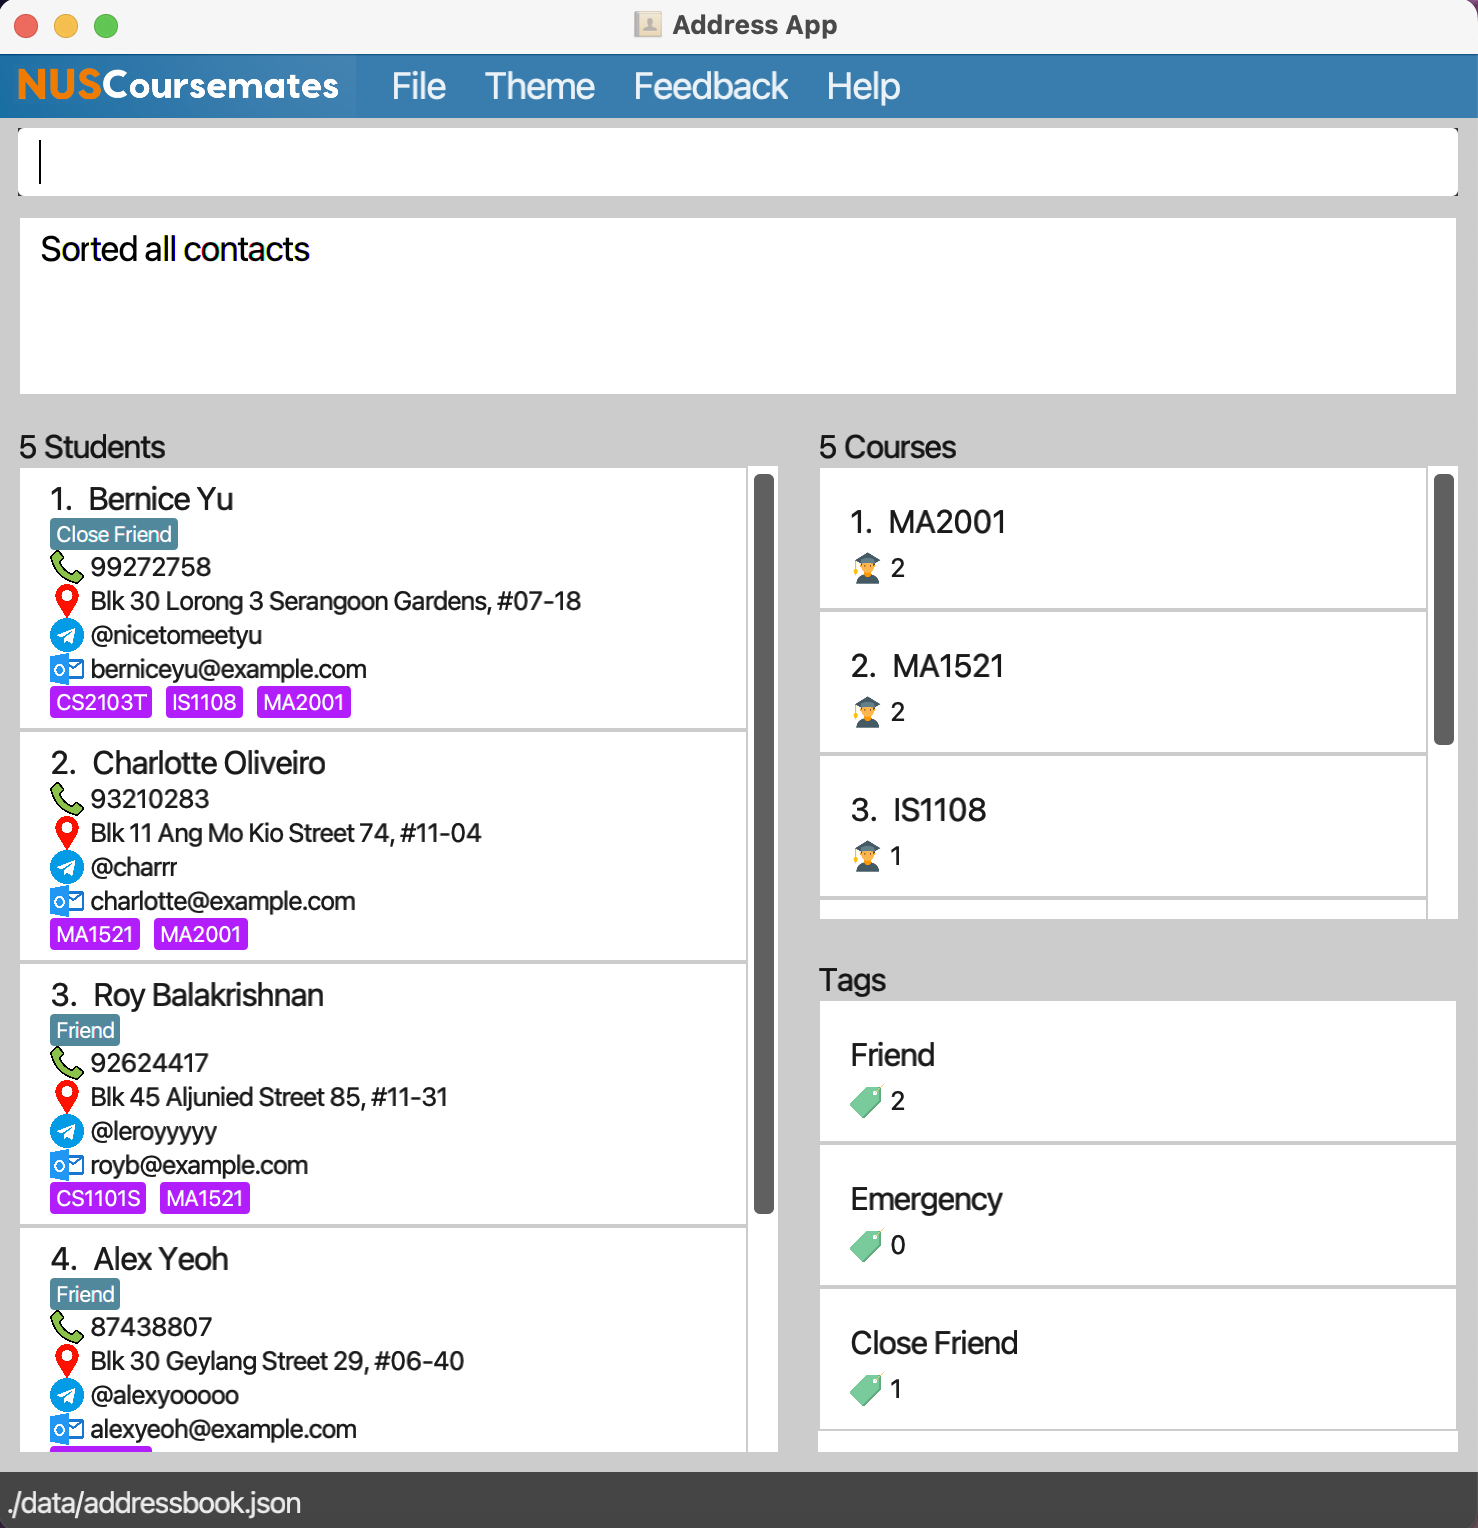 Address App
NUSCoursemates File Theme Feedback Help
Sorted all contacts
5 Students
1. Bernice Yu
Close Friend
99272758
Blk 30 Lorong 3 Serangoon Gardens, #07-18
@nicetomeetyu
berniceyu@example.com
CS2103T IS1108 MA2001
2. Charlotte Oliveiro
93210283
Blk 11 Ang Mo Kio Street 74, #11-04
@charrr
charlotte@example.com
MA1521 MA2001
3. Roy Balakrishnan
Friend
92624417
Blk 45 Aljunied Street 85, #11-31
@leroyyyyy
royb@example.com
CS1101S MA1521
4. Alex Yeoh
Friend
87438807
Blk 30 Geylang Street 29, #06-40
@alexyooooo
alexyeoh@example.com
5 Courses
1. MA2001
2
2. MA1521
2
3. IS1108
1
Tags
Friend
2
Emergency
0
Close Friend
1
./data/addressbook.json